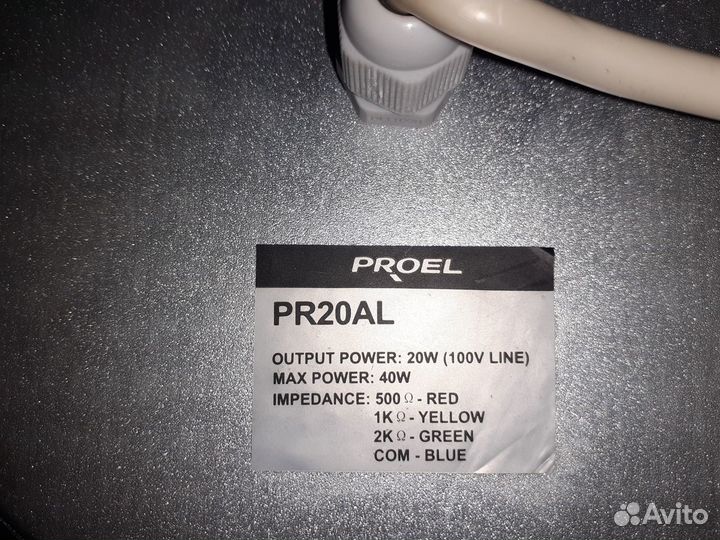 PROEL
PR20AL
OUTPUT POWER: 20W (100V LINE)
MAX POWER: 40W
IMPEDANCE: 500 Ω - RED
1K Ω - YELLOW
2K Ω - GREEN
COM - BLUE
Avito